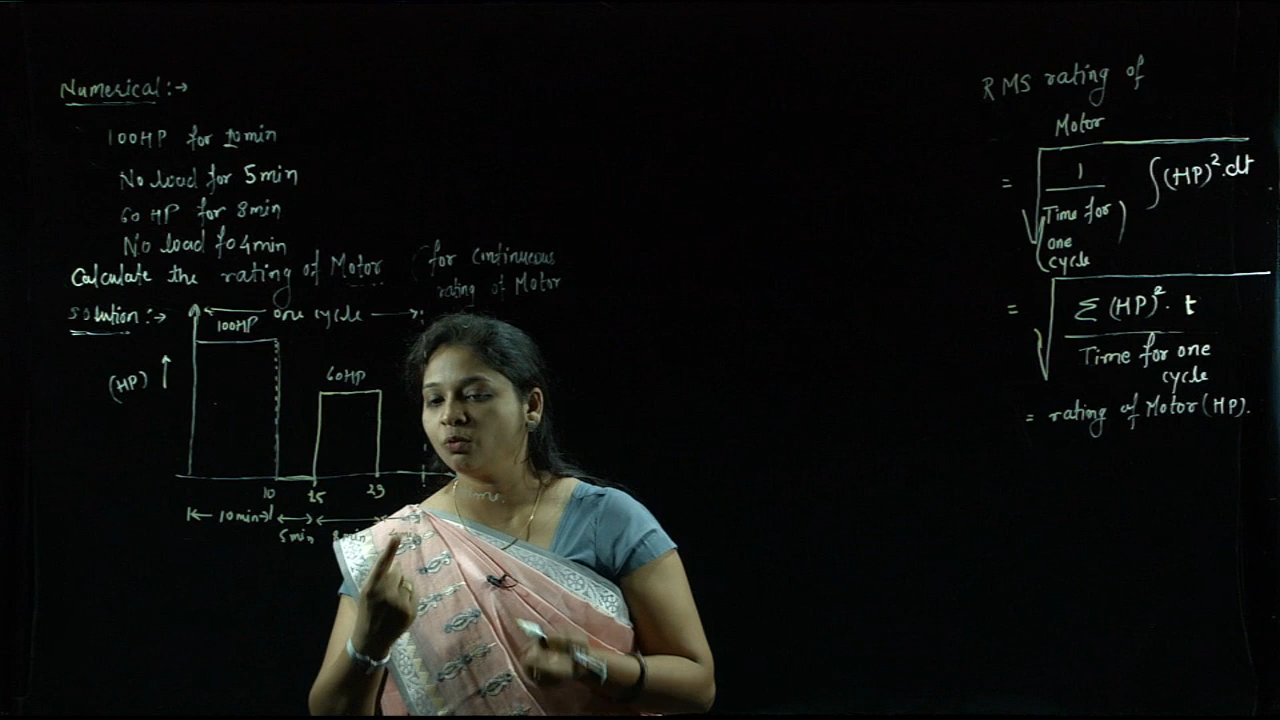 Numerical :→
100HP for 10min
No load for 5min
60 HP for 8min
No load fo 4min
Calculate the rating of Motor (for continuous
rating of Motor
Solution :→
one cycle
100HP
(HP)
60HP
10 15 23
time.
10min
5min 8min 4min
RMS rating of
Motor
= √ 1 / (Time for one cycle) ∫(HP)².dt
= √ Σ (HP)². t / Time for one cycle
= rating of Motor (HP).